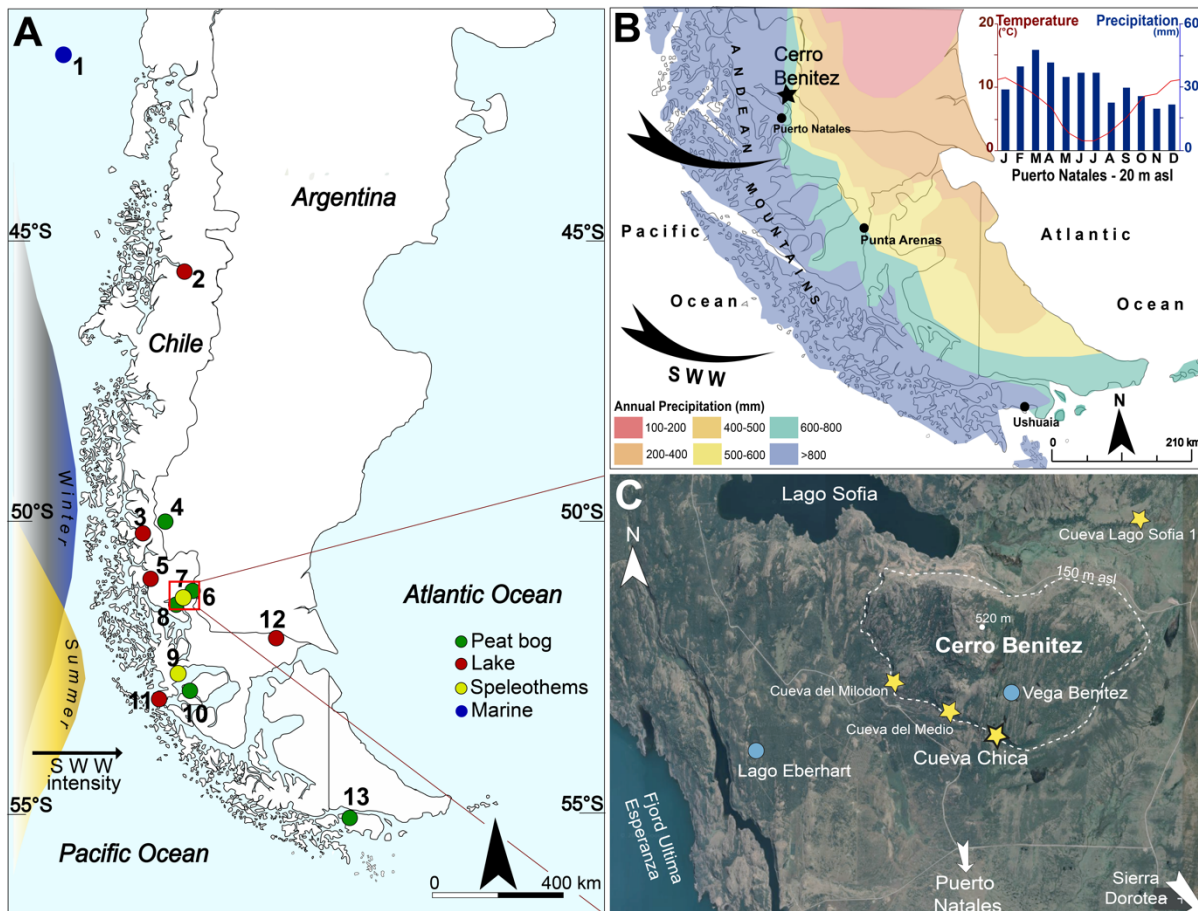 A
1
Argentina
45°S
45°S
2
Chile
Winter
50°S
50°S
3
4
5
7
6
8
Atlantic Ocean
12
Peat bog
Lake
Speleothems
Marine
Summer
9
11
10
SWW
intensity
13
55°S
55°S
Pacific Ocean
0 400 km
B
ANDEAN
MOUNTAINS
Cerro
Benitez
Puerto Natales
Temperature
(°C)
Precipitation
(mm)
20
10
0
60
30
0
J F M A M J J A S O N D
Puerto Natales - 20 m asl
Pacific
Ocean
Punta Arenas
Atlantic
Ocean
SWW
Annual Precipitation (mm)
100-200
400-500
600-800
200-400
500-600
>800
Ushuaia
N
0 210 km
C
Lago Sofia
N
Cueva Lago Sofia 1
150 m asl
520 m
Cerro Benitez
Cueva del Milodon
Vega Benitez
Cueva del Medio
Cueva Chica
Lago Eberhart
Fjord Ultima
Esperanza
Puerto
Natales
Sierra
Dorotea